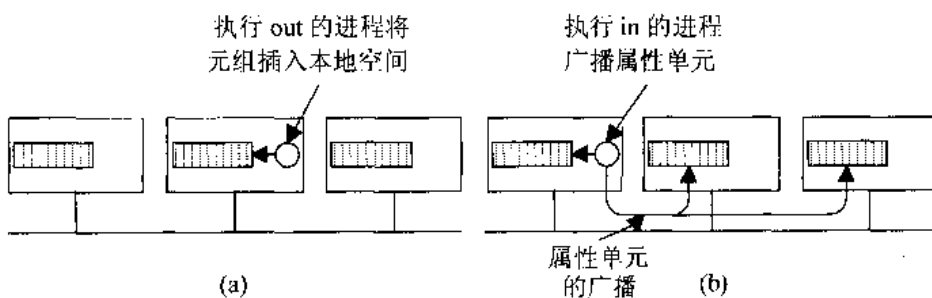 执行 out 的进程将
元组插入本地空间
执行 in 的进程
广播属性单元
属性单元
的广播
(a)
(b)